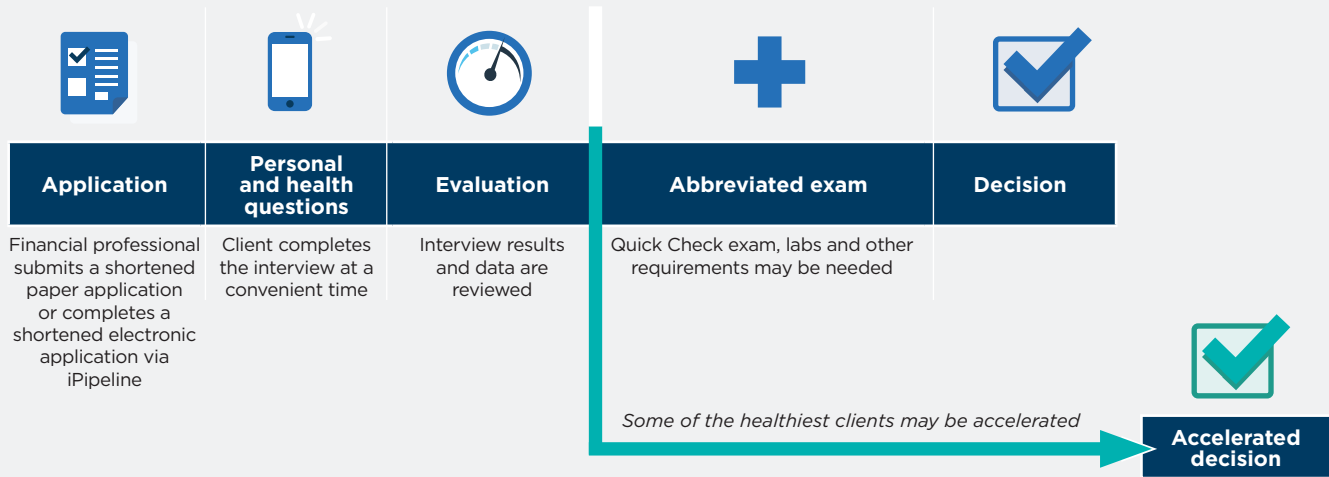 Application
Personal
and health
questions
Evaluation
Abbreviated exam
Decision
Financial professional
submits a shortened
paper application
or completes a
shortened electronic
application via
iPipeline
Client completes
the interview at a
convenient time
Interview results
and data are
reviewed
Quick Check exam, labs and other
requirements may be needed
Some of the healthiest clients may be accelerated
Accelerated
decision